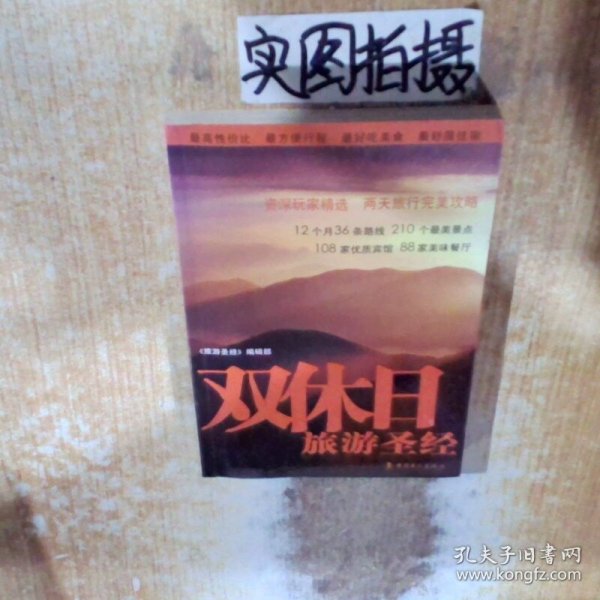 实图拍摄
最高性价比 最方便行程 最好吃美食 最舒服住宿
资深玩家精选 两天旅行完美攻略
12个月36条路线 210个最美景点
108家优质宾馆 88家美味餐厅
《旅游圣经》编辑部
双休日
旅游圣经
孔夫子旧书网
www.kongfz.com